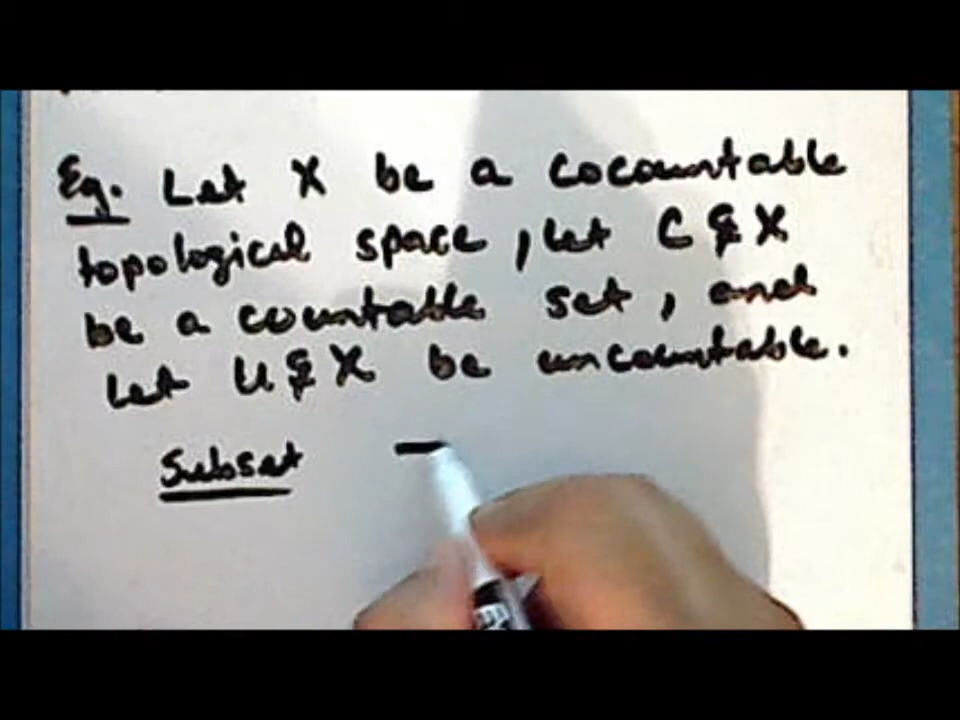 Eg. Let X be a cocountable
topological space, let C ⊊ X
be a countable set, and
let U ⊊ X be uncountable.
Subset